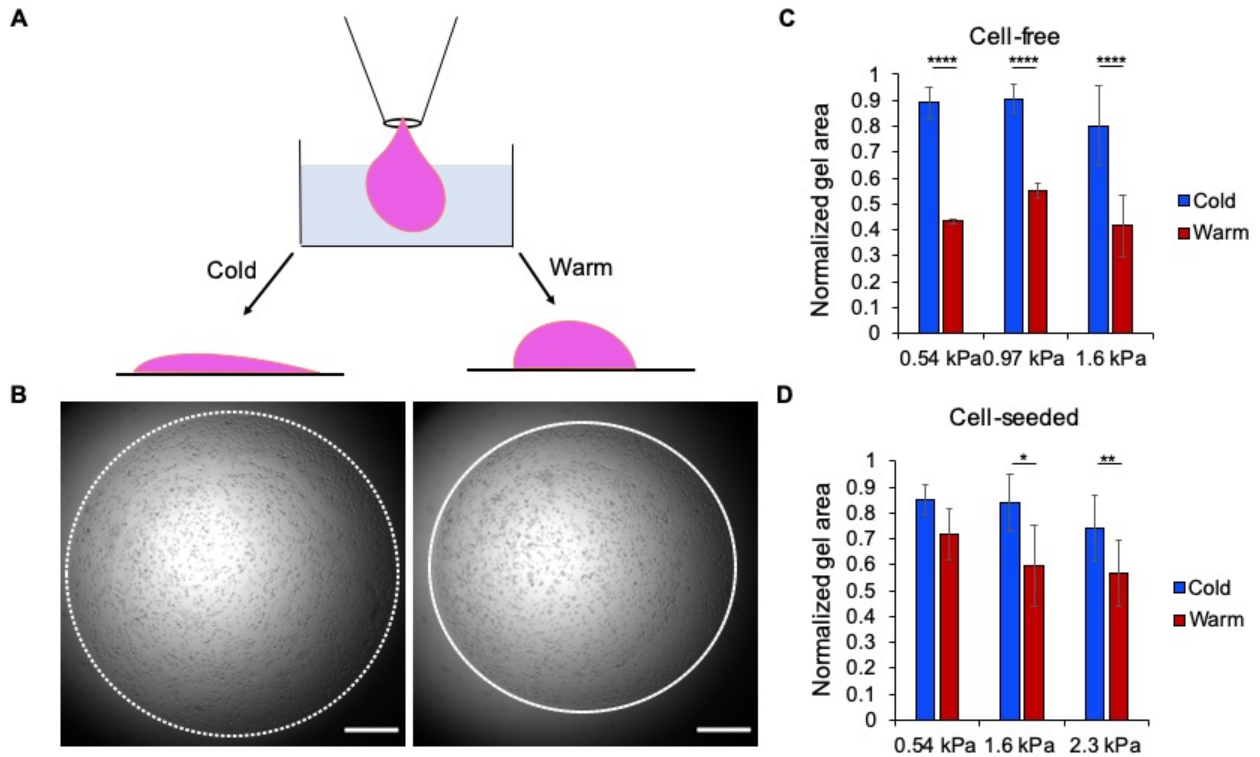 A
Cold
Warm
B
C
Cell-free
****
****
****
Normalized gel area
1
0.9
0.8
0.7
0.6
0.5
0.4
0.3
0.2
0.1
0
0.54 kPa 0.97 kPa 1.6 kPa
Cold
Warm
D
Cell-seeded
*
**
Normalized gel area
1
0.9
0.8
0.7
0.6
0.5
0.4
0.3
0.2
0.1
0
0.54 kPa 1.6 kPa 2.3 kPa
Cold
Warm